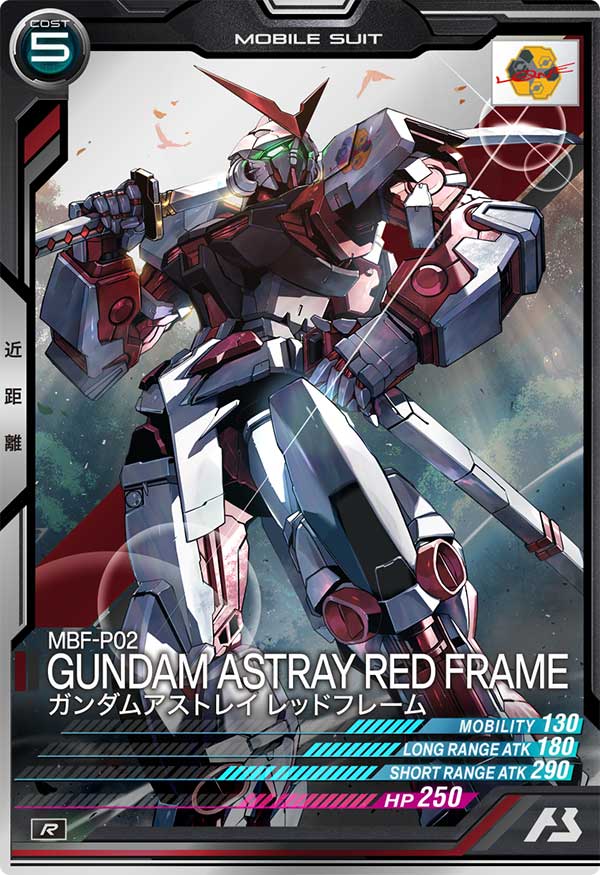 COST
5
MOBILE SUIT
近距離
MBF-P02
GUNDAM ASTRAY RED FRAME
ガンダムアストレイ レッドフレーム
MOBILITY 130
LONG RANGE ATK 180
SHORT RANGE ATK 290
HP 250
R